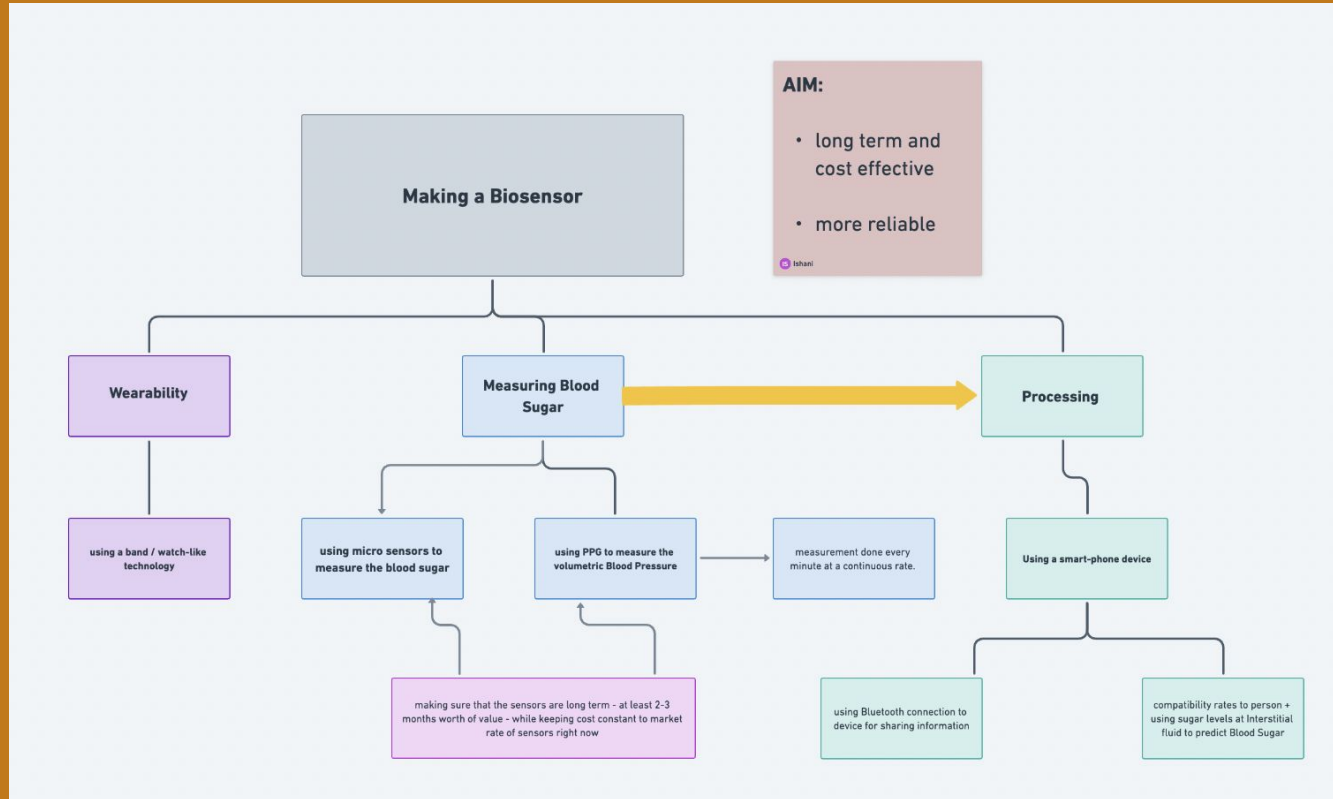 AIM:
• long term and
cost effective
• more reliable
IS Ishani
Making a Biosensor
Wearability
Measuring Blood
Sugar
Processing
using a band / watch-like
technology
using micro sensors to
measure the blood sugar
using PPG to measure the
volumetric Blood Pressure
measurement done every
minute at a continuous rate.
Using a smart-phone device
making sure that the sensors are long term - at least 2-3
months worth of value - while keeping cost constant to market
rate of sensors right now
using Bluetooth connection to
device for sharing information
compatibility rates to person +
using sugar levels at Interstitial
fluid to predict Blood Sugar